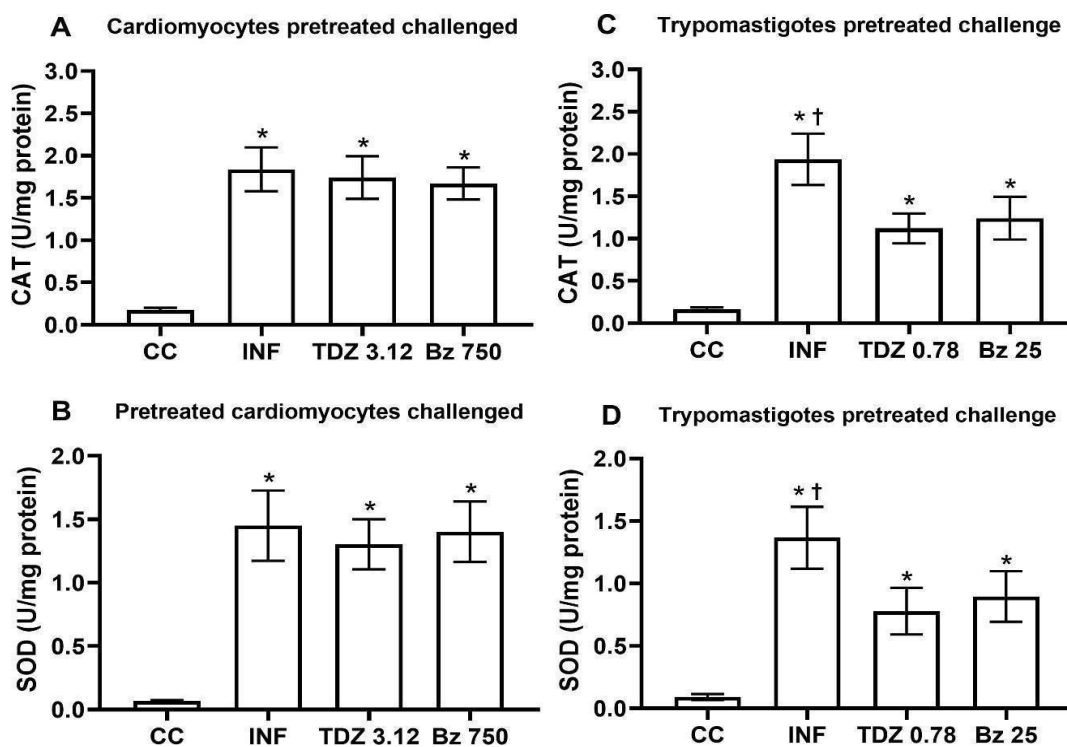 A Cardiomyocytes pretreated challenged
CAT (U/mg protein)
3.0
2.5
2.0
1.5
1.0
0.5
0.0
* * *
CC INF TDZ 3.12 Bz 750
C Trypomastigotes pretreated challenge
CAT (U/mg protein)
3.0
2.5
2.0
1.5
1.0
0.5
0.0
* † * *
CC INF TDZ 0.78 Bz 25
B Pretreated cardiomyocytes challenged
SOD (U/mg protein)
2.0
1.5
1.0
0.5
0.0
* * *
CC INF TDZ 3.12 Bz 750
D Trypomastigotes pretreated challenge
SOD (U/mg protein)
2.0
1.5
1.0
0.5
0.0
* † * *
CC INF TDZ 0.78 Bz 25